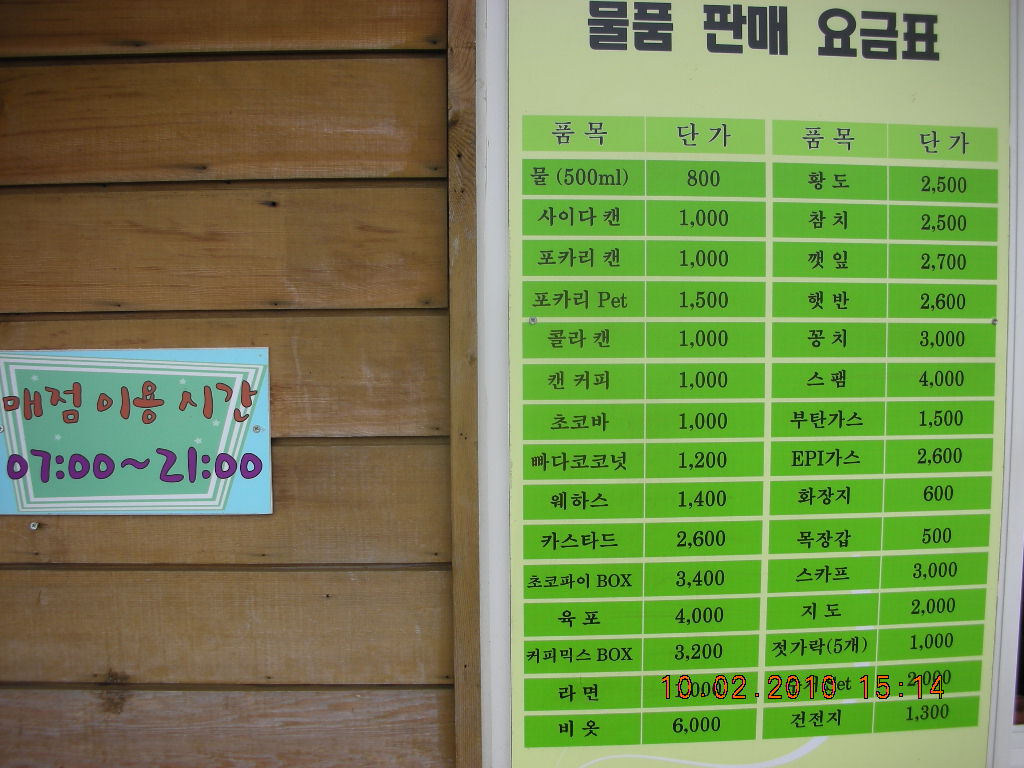 물품 판매 요금표
품목 단가 품목 단가
물 (500ml) 800 황도 2,500
사이다 캔 1,000 참치 2,500
포카리 캔 1,000 깻잎 2,700
포카리 Pet 1,500 햇반 2,600
콜라 캔 1,000 꽁치 3,000
캔 커피 1,000 스팸 4,000
초코바 1,000 부탄가스 1,500
빠다코코넛 1,200 EPI가스 2,600
웨하스 1,400 화장지 600
카스타드 2,600 목장갑 500
초코파이 BOX 3,400 스카프 3,000
육포 4,000 지도 2,000
커피믹스 BOX 3,200 젓가락(5개) 1,000
라면 Set 2,000
비옷 6,000 건전지 1,300
매점 이용 시간
07:00~21:00
10.02.2010 15:14